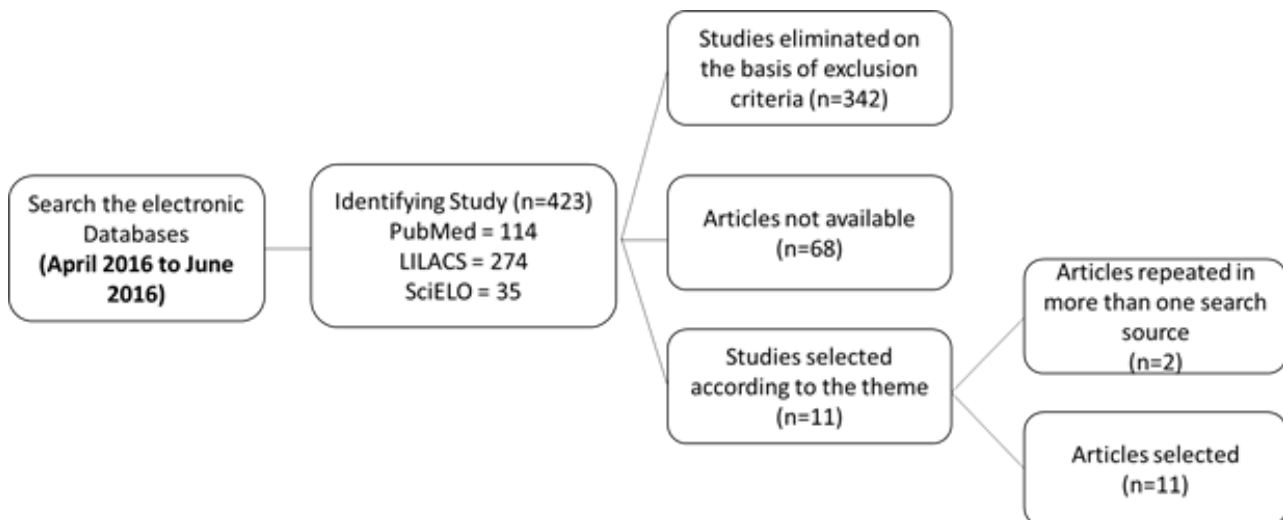 Search the electronic
Databases
(April 2016 to June
2016)
Identifying Study (n=423)
PubMed = 114
LILACS = 274
SciELO = 35
Studies eliminated on
the basis of exclusion
criteria (n=342)
Articles not available
(n=68)
Studies selected
according to the theme
(n=11)
Articles repeated in
more than one search
source
(n=2)
Articles selected
(n=11)